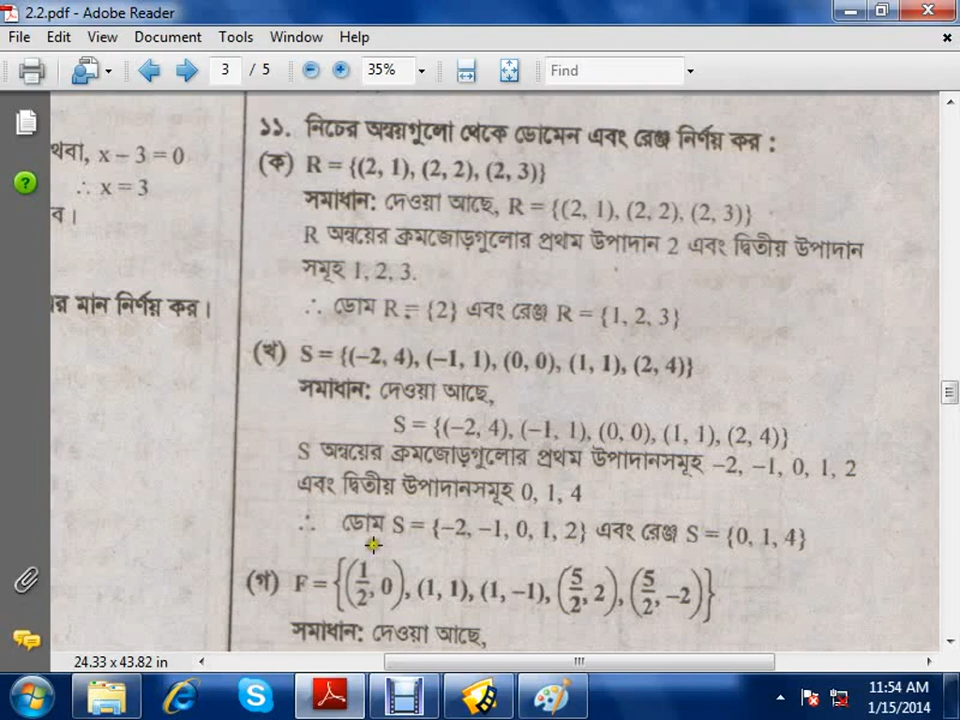 2.2.pdf - Adobe Reader
File Edit View Document Tools Window Help
3 / 5 35% Find
থবা, x – 3 = 0
∴ x = 3
ব।
ার মান নির্ণয় কর।
১১. নিচের অন্বয়গুলো থেকে ডোমেন এবং রেঞ্জ নির্ণয় কর :
(ক) R = {(2, 1), (2, 2), (2, 3)}
সমাধান: দেওয়া আছে, R = {(2, 1), (2, 2), (2, 3)}
R অন্বয়ের ক্রমজোড়গুলোর প্রথম উপাদান 2 এবং দ্বিতীয় উপাদান
সমূহ 1, 2, 3.
∴ ডোম R = {2} এবং রেঞ্জ R = {1, 2, 3}
(খ) S = {(–2, 4), (–1, 1), (0, 0), (1, 1), (2, 4)}
সমাধান: দেওয়া আছে,
S = {(–2, 4), (–1, 1), (0, 0), (1, 1), (2, 4)}
S অন্বয়ের ক্রমজোড়গুলোর প্রথম উপাদানসমূহ –2, –1, 0, 1, 2
এবং দ্বিতীয় উপাদানসমূহ 0, 1, 4
∴ ডোম S = {–2, –1, 0, 1, 2} এবং রেঞ্জ S = {0, 1, 4}
(গ) F = {(1/2, 0), (1, 1), (1, –1), (5/2, 2), (5/2, –2)}
সমাধান: দেওয়া আছে,
24.33 x 43.82 in
11:54 AM
1/15/2014